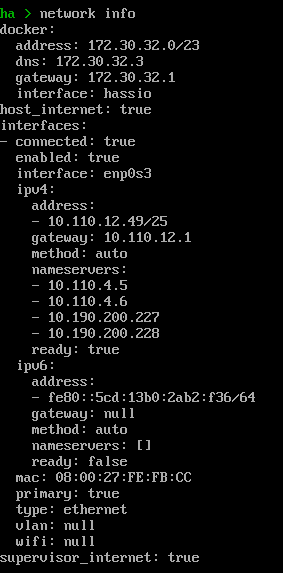 ha > network info
docker:
  address: 172.30.32.0/23
  dns: 172.30.32.3
  gateway: 172.30.32.1
  interface: hassio
host_internet: true
interfaces:
- connected: true
  enabled: true
  interface: enp0s3
  ipv4:
    address:
    - 10.110.12.49/25
    gateway: 10.110.12.1
    method: auto
    nameservers:
    - 10.110.4.5
    - 10.110.4.6
    - 10.190.200.227
    - 10.190.200.228
    ready: true
  ipv6:
    address:
    - fe80::5cd:13b0:2ab2:f36/64
    gateway: null
    method: auto
    nameservers: []
    ready: false
  mac: 08:00:27:FE:FB:CC
  primary: true
  type: ethernet
  vlan: null
  wifi: null
supervisor_internet: true